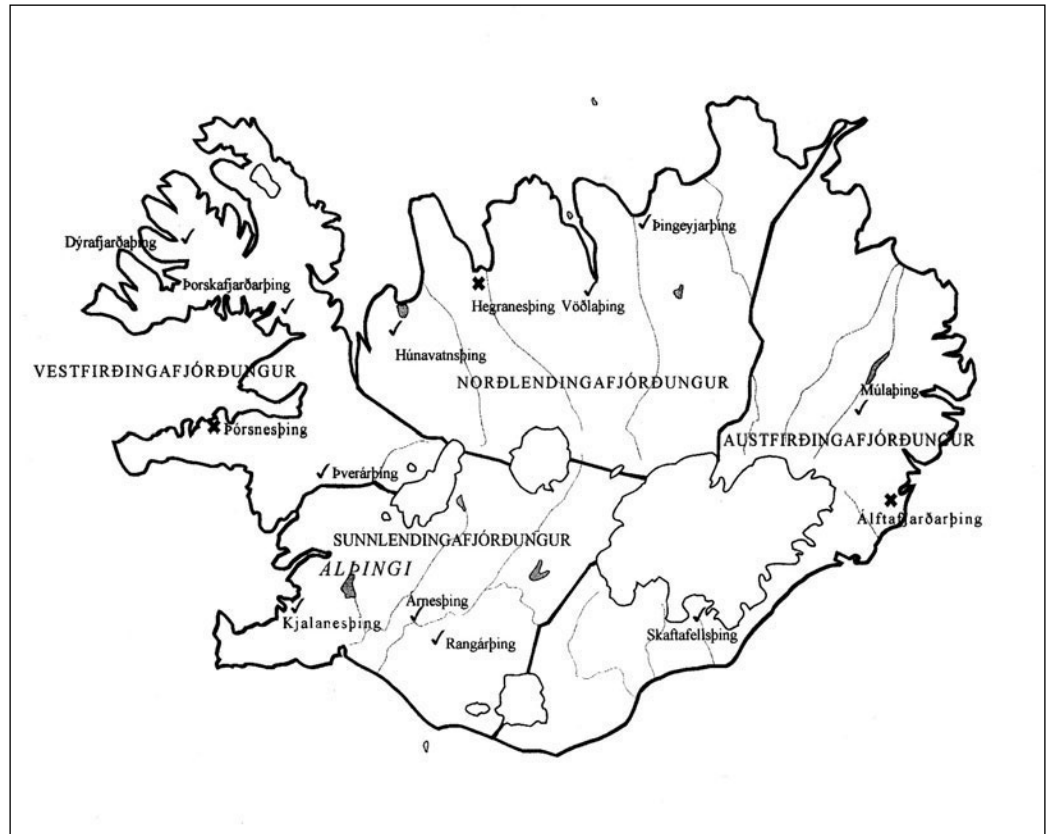 Þingeyjarþing
Dýrafjarðaþing
Þorskafjarðarþing
Hegranesþing
Vöðlaþing
Húnavatnsþing
VESTFIRÐINGAFJÓRÐUNGUR
NORÐLENDINGAFJÓRÐUNGUR
Múlaþing
Þórsnesþing
AUSTFIRÐINGAFJÓRÐUNGUR
Þverárþing
Álftafjarðarþing
SUNNLENDINGAFJÓRÐUNGUR
ALÞINGI
Árnesþing
Kjalanesþing
Rangárþing
Skaftafellsþing